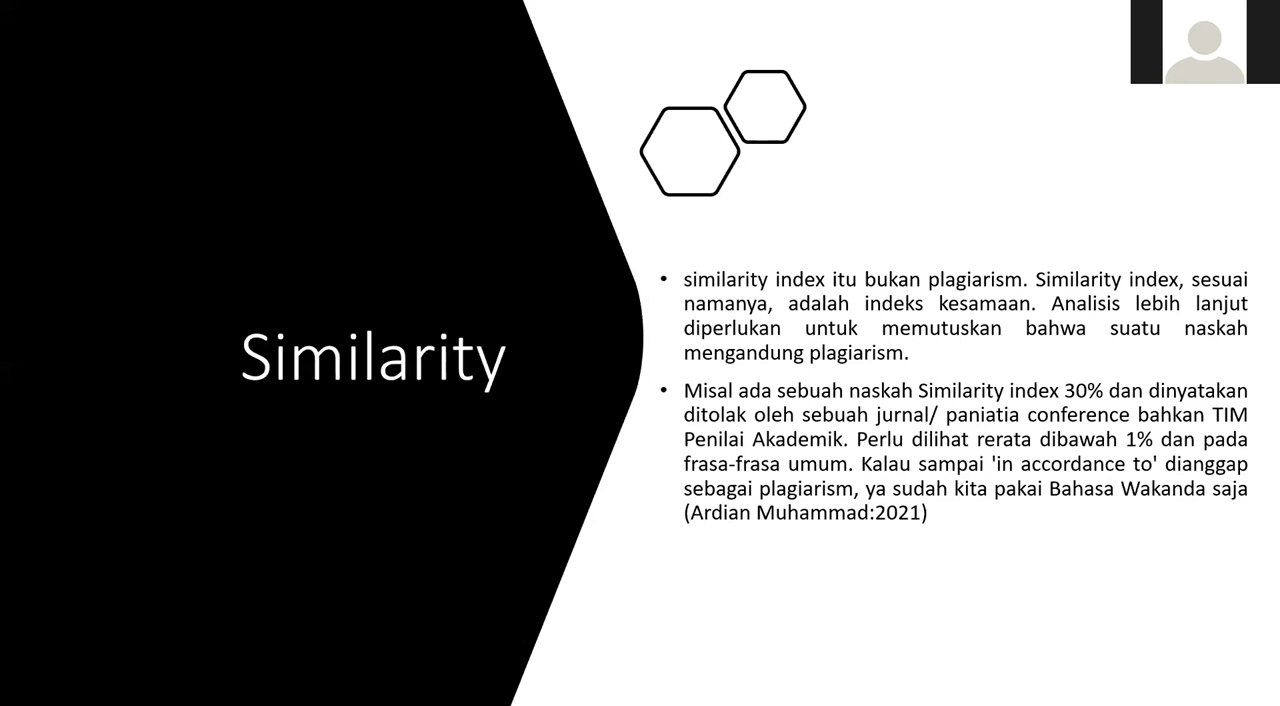 Similarity
• similarity index itu bukan plagiarism. Similarity index, sesuai
namanya, adalah indeks kesamaan. Analisis lebih lanjut
diperlukan untuk memutuskan bahwa suatu naskah
mengandung plagiarism.
• Misal ada sebuah naskah Similarity index 30% dan dinyatakan
ditolak oleh sebuah jurnal/ paniatia conference bahkan TIM
Penilai Akademik. Perlu dilihat rerata dibawah 1% dan pada
frasa-frasa umum. Kalau sampai 'in accordance to' dianggap
sebagai plagiarism, ya sudah kita pakai Bahasa Wakanda saja
(Ardian Muhammad:2021)